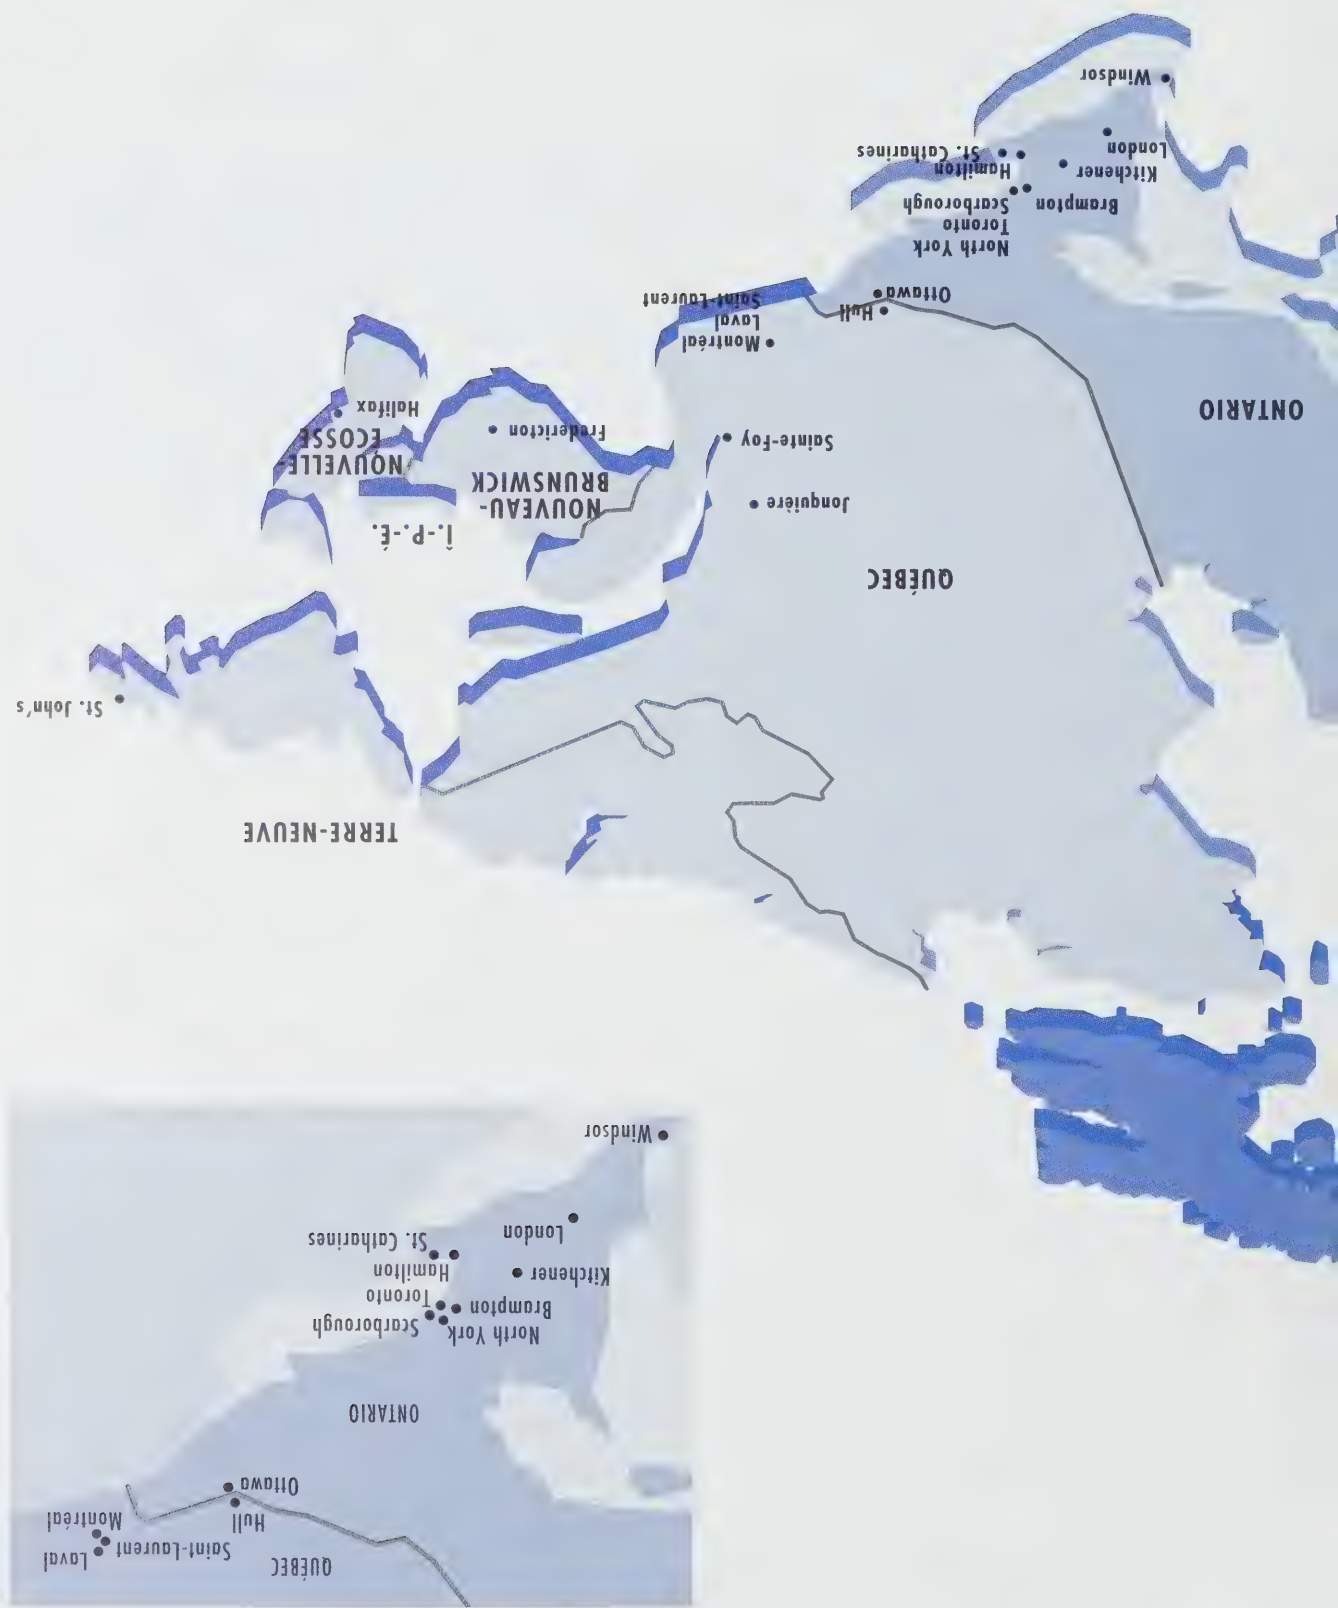 QUÉBEC
Laval
Saint-Laurent
Montréal
Hull
Ottawa
ONTARIO
North York
Scarborough
Brampton
Toronto
Kitchener
Hamilton
St. Catharines
London
Windsor
TERRE-NEUVE
St. John's
QUÉBEC
Î.-P.-É.
Jonquière
NOUVEAU-
BRUNSWICK
NOUVELLE-
ECOSSE
Sainte-Foy
Fredericton
Halifax
ONTARIO
Montréal
Laval
Saint-Laurent
Hull
Ottawa
North York
Toronto
Scarborough
Brampton
Hamilton
St. Catharines
Kitchener
London
Windsor